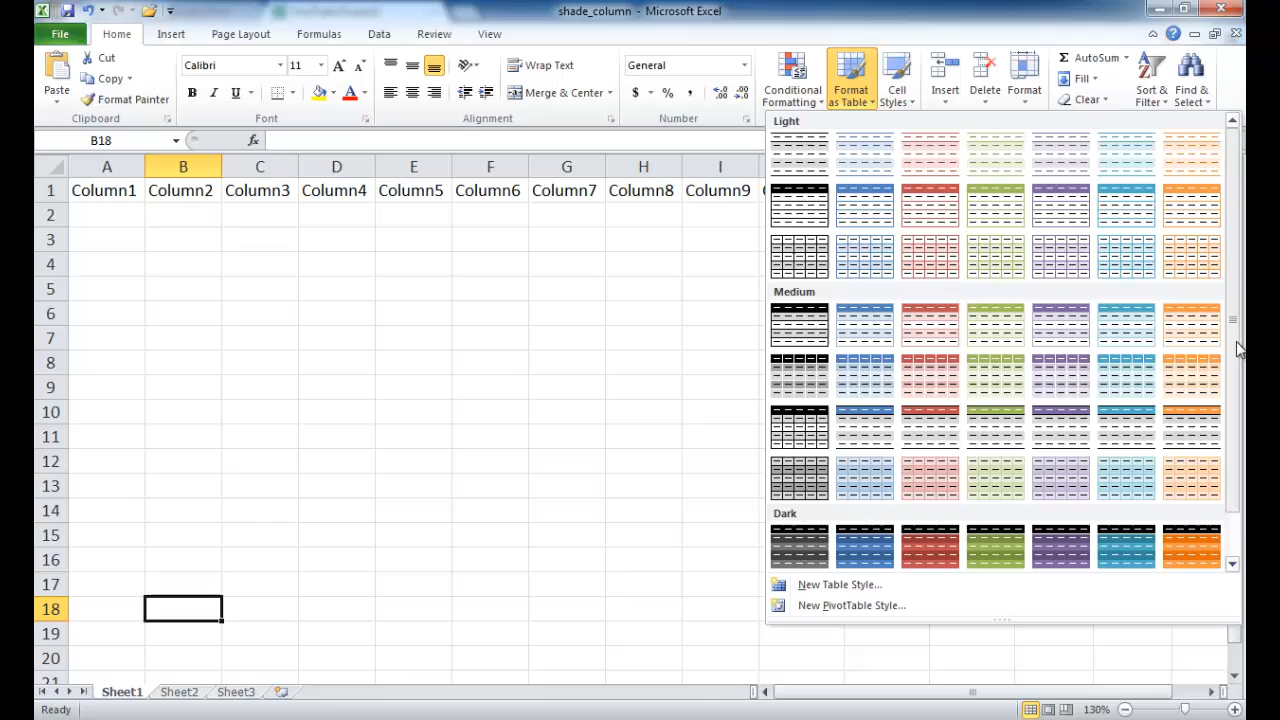 shade_column - Microsoft Excel
File Home Insert Page Layout Formulas Data Review View
Paste
Cut
Copy
Format Painter
Clipboard
Calibri 11
B I U
Font
Wrap Text
Merge & Center
Alignment
General
$ % ,
Number
Conditional Formatting
Format as Table
Cell Styles
Insert
Delete
Format
Σ AutoSum
Fill
Clear
Sort & Filter
Find & Select
B18 fx
A B C D E F G H I
1 Column1 Column2 Column3 Column4 Column5 Column6 Column7 Column8 Column9
2
3
4
5
6
7
8
9
10
11
12
13
14
15
16
17
18
19
20
21
Light
Medium
Dark
New Table Style...
New PivotTable Style...
Sheet1 Sheet2 Sheet3
Ready
130%